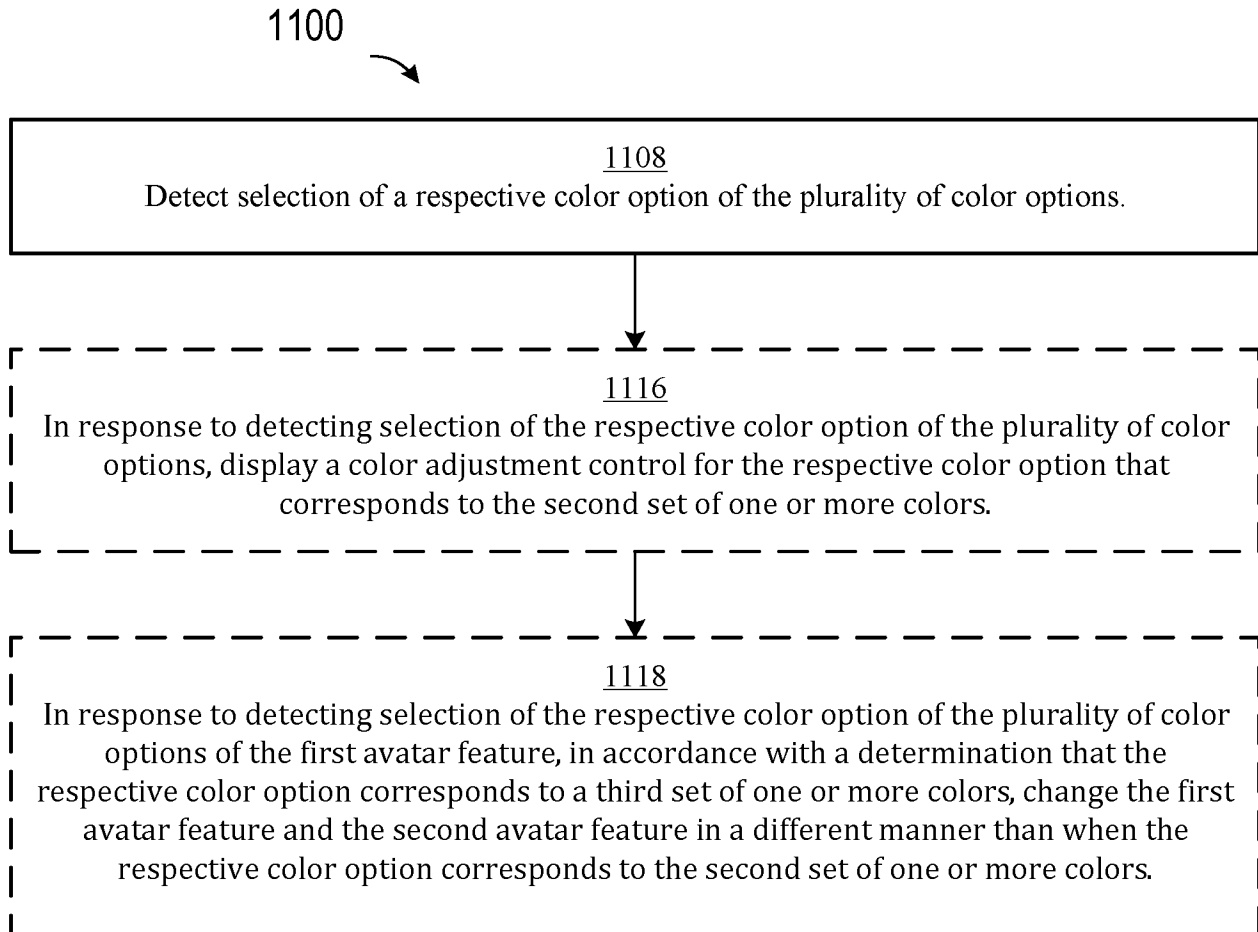 1100
1108
Detect selection of a respective color option of the plurality of color options.
1116
In response to detecting selection of the respective color option of the plurality of color
options, display a color adjustment control for the respective color option that
corresponds to the second set of one or more colors.
1118
In response to detecting selection of the respective color option of the plurality of color
options of the first avatar feature, in accordance with a determination that the
respective color option corresponds to a third set of one or more colors, change the first
avatar feature and the second avatar feature in a different manner than when the
respective color option corresponds to the second set of one or more colors.